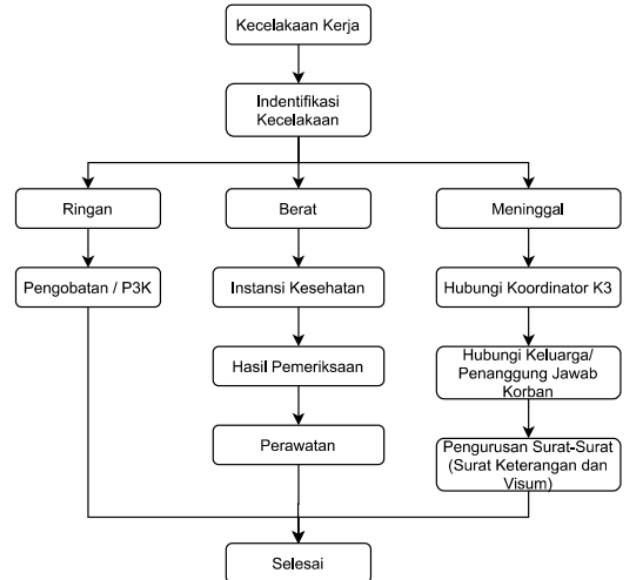 Kecelakaan Kerja
Indentifikasi
Kecelakaan
Ringan
Berat
Meninggal
Pengobatan / P3K
Instansi Kesehatan
Hubungi Koordinator K3
Hasil Pemeriksaan
Hubungi Keluarga/
Penanggung Jawab
Korban
Perawatan
Pengurusan Surat-Surat
(Surat Keterangan dan
Visum)
Selesai